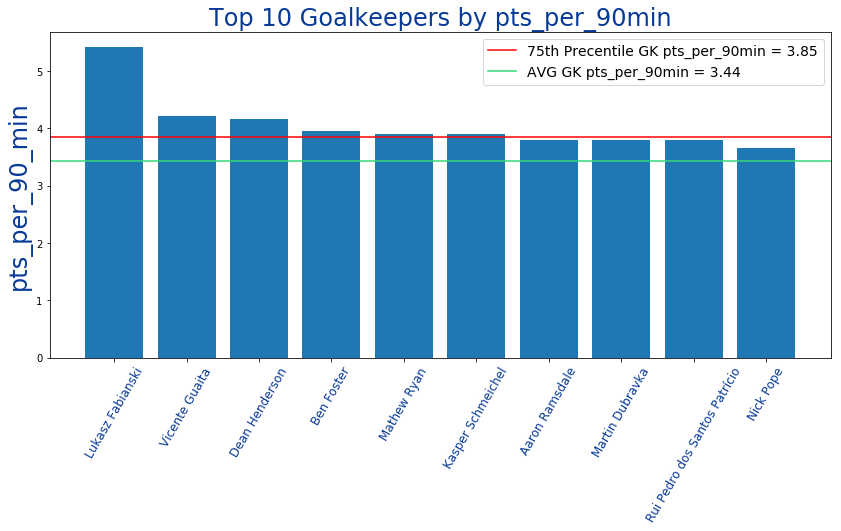 Top 10 Goalkeepers by pts_per_90min
75th Precentile GK pts_per_90min = 3.85
AVG GK pts_per_90min = 3.44
pts_per_90_min
5
4
3
2
1
0
Lukasz Fabianski
Vicente Guaita
Dean Henderson
Ben Foster
Mathew Ryan
Kasper Schmeichel
Aaron Ramsdale
Martin Dubravka
Rui Pedro dos Santos Patrício
Nick Pope